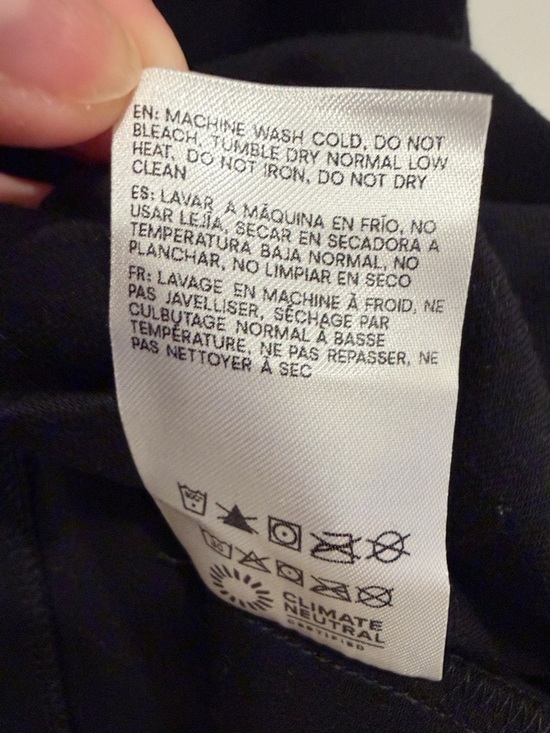 EN: MACHINE WASH COLD, DO NOT
BLEACH, TUMBLE DRY NORMAL LOW
HEAT, DO NOT IRON, DO NOT DRY
CLEAN
ES: LAVAR A MÁQUINA EN FRÍO, NO
USAR LEJÍA, SECAR EN SECADORA A
TEMPERATURA BAJA NORMAL, NO
PLANCHAR, NO LIMPIAR EN SECO
FR: LAVAGE EN MACHINE À FROID, NE
PAS JAVELLISER, SÉCHAGE PAR
CULBUTAGE NORMAL À BASSE
TEMPÉRATURE, NE PAS REPASSER, NE
PAS NETTOYER À SEC
CLIMATE
NEUTRAL
CERTIFIED